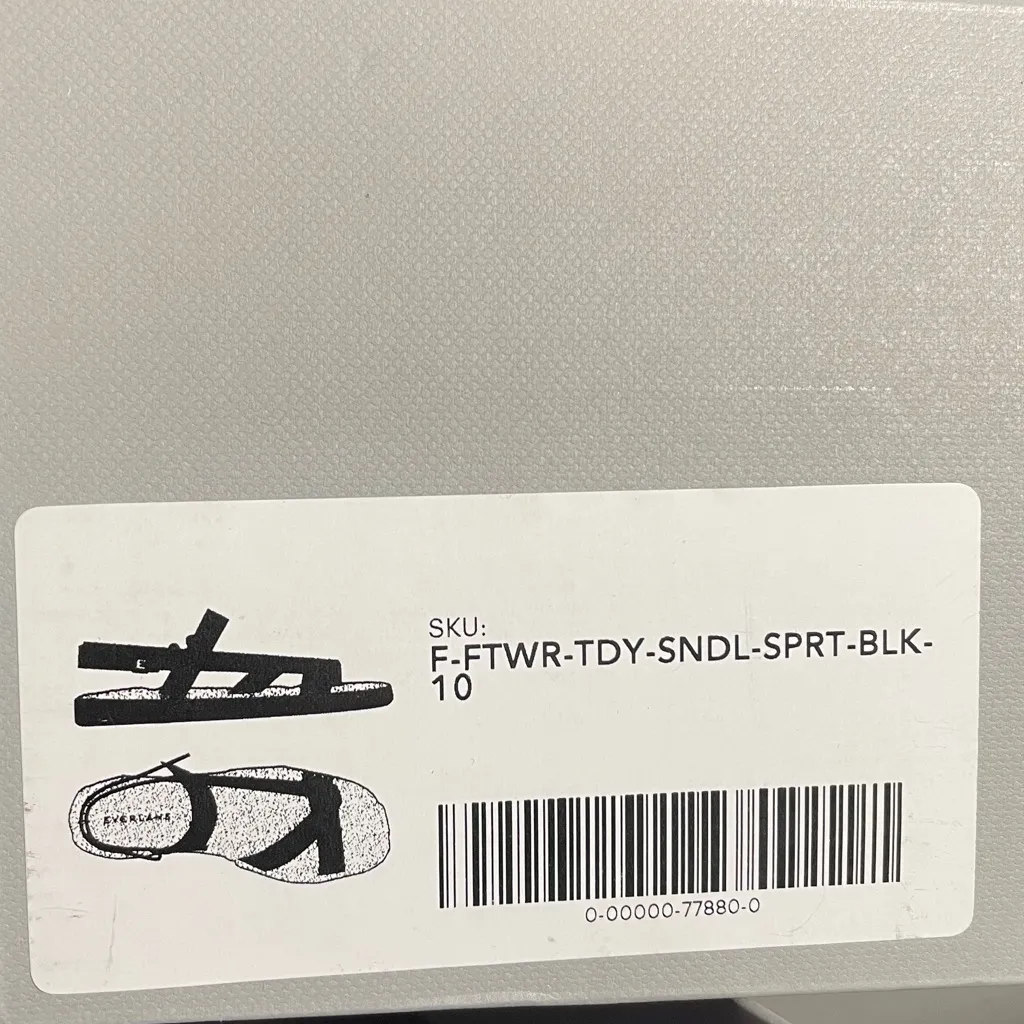 SKU:
F-FTWR-TDY-SNDL-SPRT-BLK-
10
E
EVERLANE
0-00000-77880-0